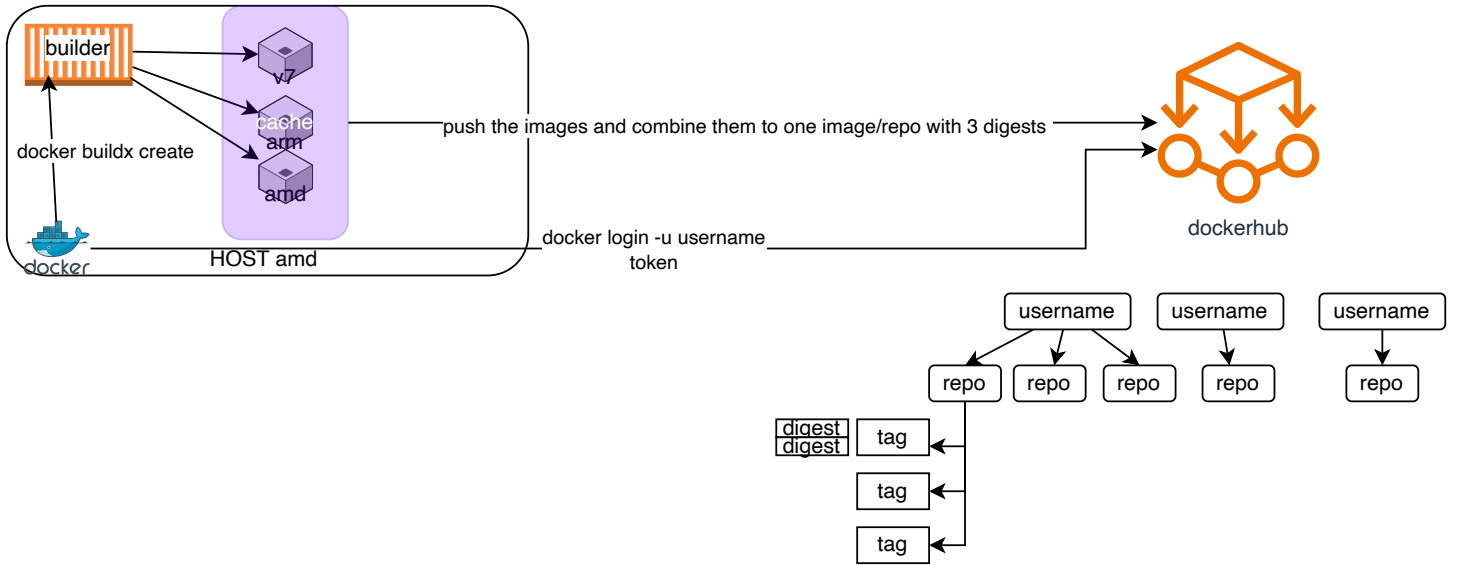 builder
v7
cache
arm
amd
docker buildx create
docker
HOST amd
push the images and combine them to one image/repo with 3 digests
docker login -u username
token
dockerhub
username
username
username
repo
repo
repo
repo
repo
digest
digest
tag
tag
tag